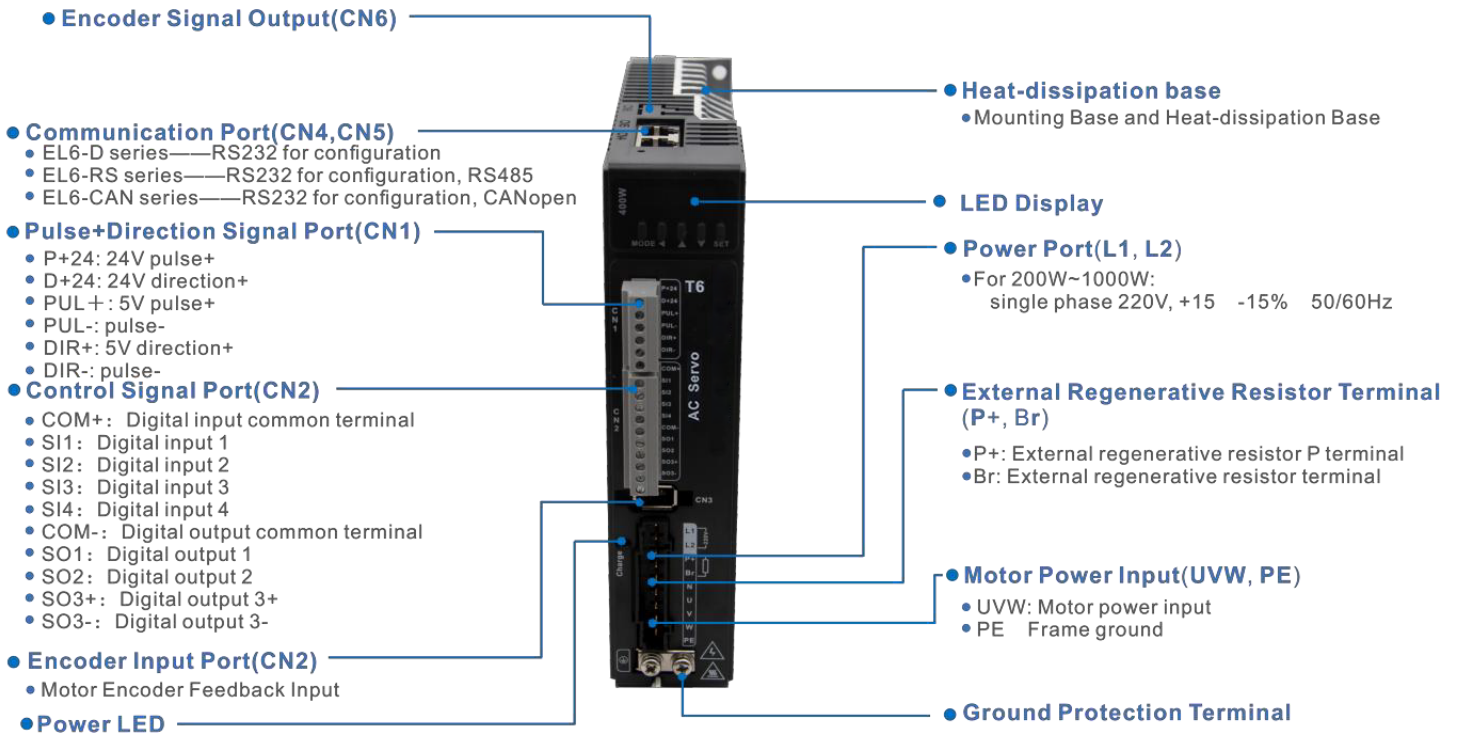 Encoder Signal Output(CN6)
Communication Port(CN4,CN5)
EL6-D series——RS232 for configuration
EL6-RS series——RS232 for configuration, RS485
EL6-CAN series——RS232 for configuration, CANopen
Pulse+Direction Signal Port(CN1)
P+24: 24V pulse+
D+24: 24V direction+
PUL+: 5V pulse+
PUL-: pulse-
DIR+: 5V direction+
DIR-: pulse-
Control Signal Port(CN2)
COM+: Digital input common terminal
SI1: Digital input 1
SI2: Digital input 2
SI3: Digital input 3
SI4: Digital input 4
COM-: Digital output common terminal
SO1: Digital output 1
SO2: Digital output 2
SO3+: Digital output 3+
SO3-: Digital output 3-
Encoder Input Port(CN2)
Motor Encoder Feedback Input
Power LED
400W
MODE ◀ ▲ ▼ SET
T6
AC Servo
CN1
P+24
D+24
PUL+
PUL-
DIR+
DIR-
CN2
COM+
SI1
SI2
SI3
SI4
COM-
SO1
SO2
SO3+
SO3-
CN3
Charge
L1
L2
220V
P+
Br
N
U
V
W
PE
Heat-dissipation base
Mounting Base and Heat-dissipation Base
LED Display
Power Port(L1, L2)
For 200W~1000W:
single phase 220V, +15 -15% 50/60Hz
External Regenerative Resistor Terminal
(P+, Br)
P+: External regenerative resistor P terminal
Br: External regenerative resistor terminal
Motor Power Input(UVW, PE)
UVW: Motor power input
PE Frame ground
Ground Protection Terminal